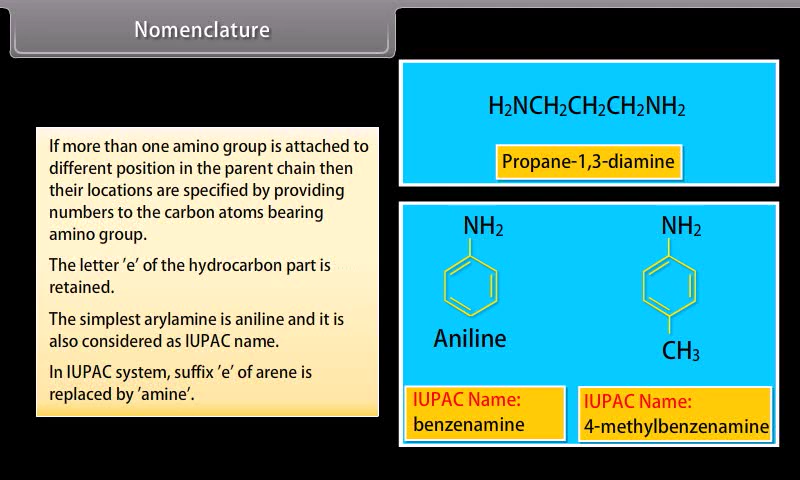 Nomenclature
If more than one amino group is attached to
different position in the parent chain then
their locations are specified by providing
numbers to the carbon atoms bearing
amino group.
The letter 'e' of the hydrocarbon part is
retained.
The simplest arylamine is aniline and it is
also considered as IUPAC name.
In IUPAC system, suffix 'e' of arene is
replaced by 'amine'.
H₂NCH₂CH₂CH₂NH₂
Propane-1,3-diamine
NH₂
Aniline
IUPAC Name:
benzenamine
NH₂
CH₃
IUPAC Name:
4-methylbenzenamine